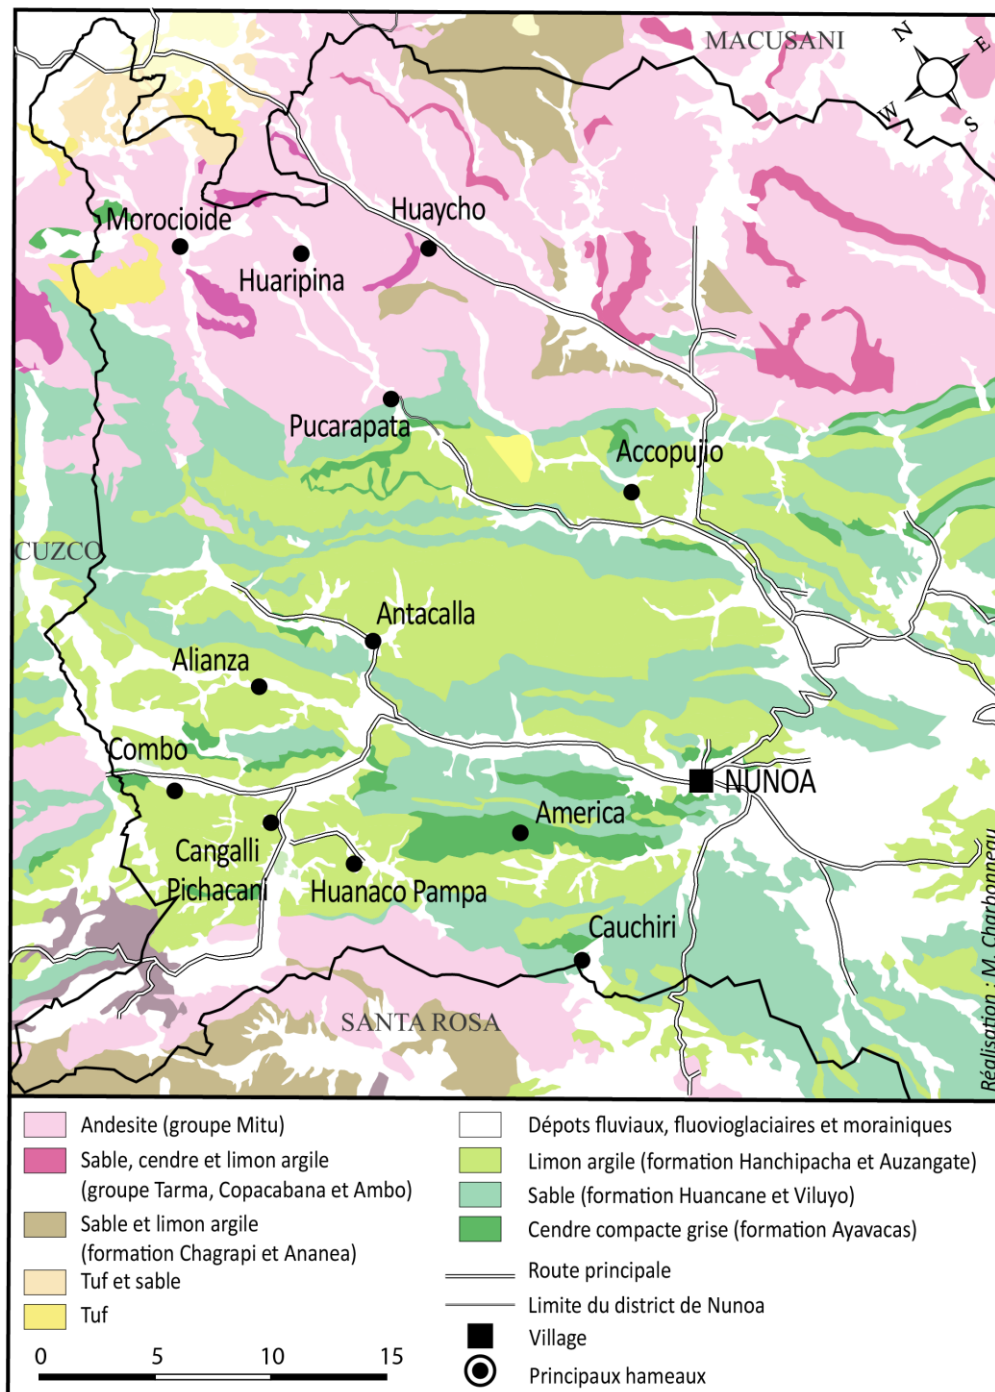 MACUSANI
N
E
W
S
Morocioide
Huaycho
Huaripina
Pucarapata
Accopujio
CUZCO
Antacalla
Alianza
Combo
NUNOA
America
Cangalli
Pichacani
Huanaco Pampa
Cauchiri
SANTA ROSA
Réalisation : M. Charbonneau
Andesite (groupe Mitu)
Sable, cendre et limon argile
(groupe Tarma, Copacabana et Ambo)
Sable et limon argile
(formation Chagrapi et Ananea)
Tuf et sable
Tuf
0 5 10 15
Dépots fluviaux, fluvioglaciaires et morainiques
Limon argile (formation Hanchipacha et Auzangate)
Sable (formation Huancane et Viluyo)
Cendre compacte grise (formation Ayavacas)
Route principale
Limite du district de Nunoa
Village
Principaux hameaux